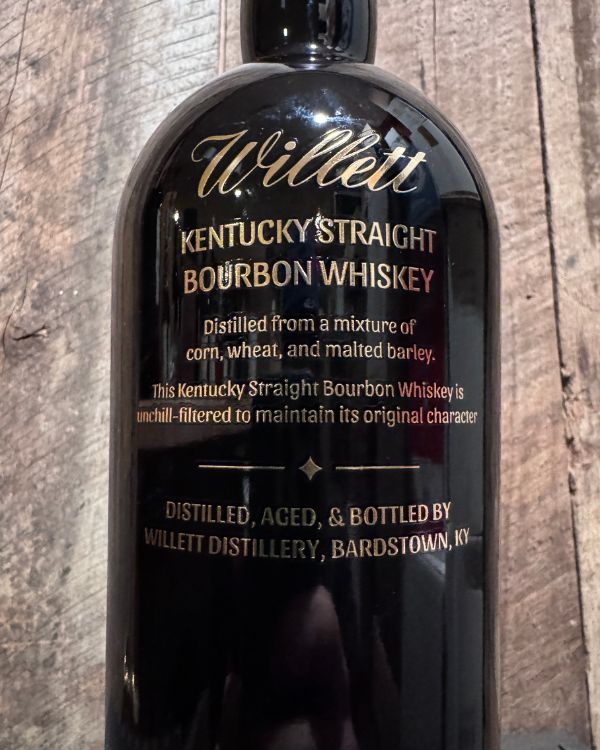 Willett
KENTUCKY STRAIGHT
BOURBON WHISKEY
Distilled from a mixture of
corn, wheat, and malted barley.
This Kentucky Straight Bourbon Whiskey is
unchill-filtered to maintain its original character
DISTILLED, AGED, & BOTTLED BY
WILLETT DISTILLERY, BARDSTOWN, KY